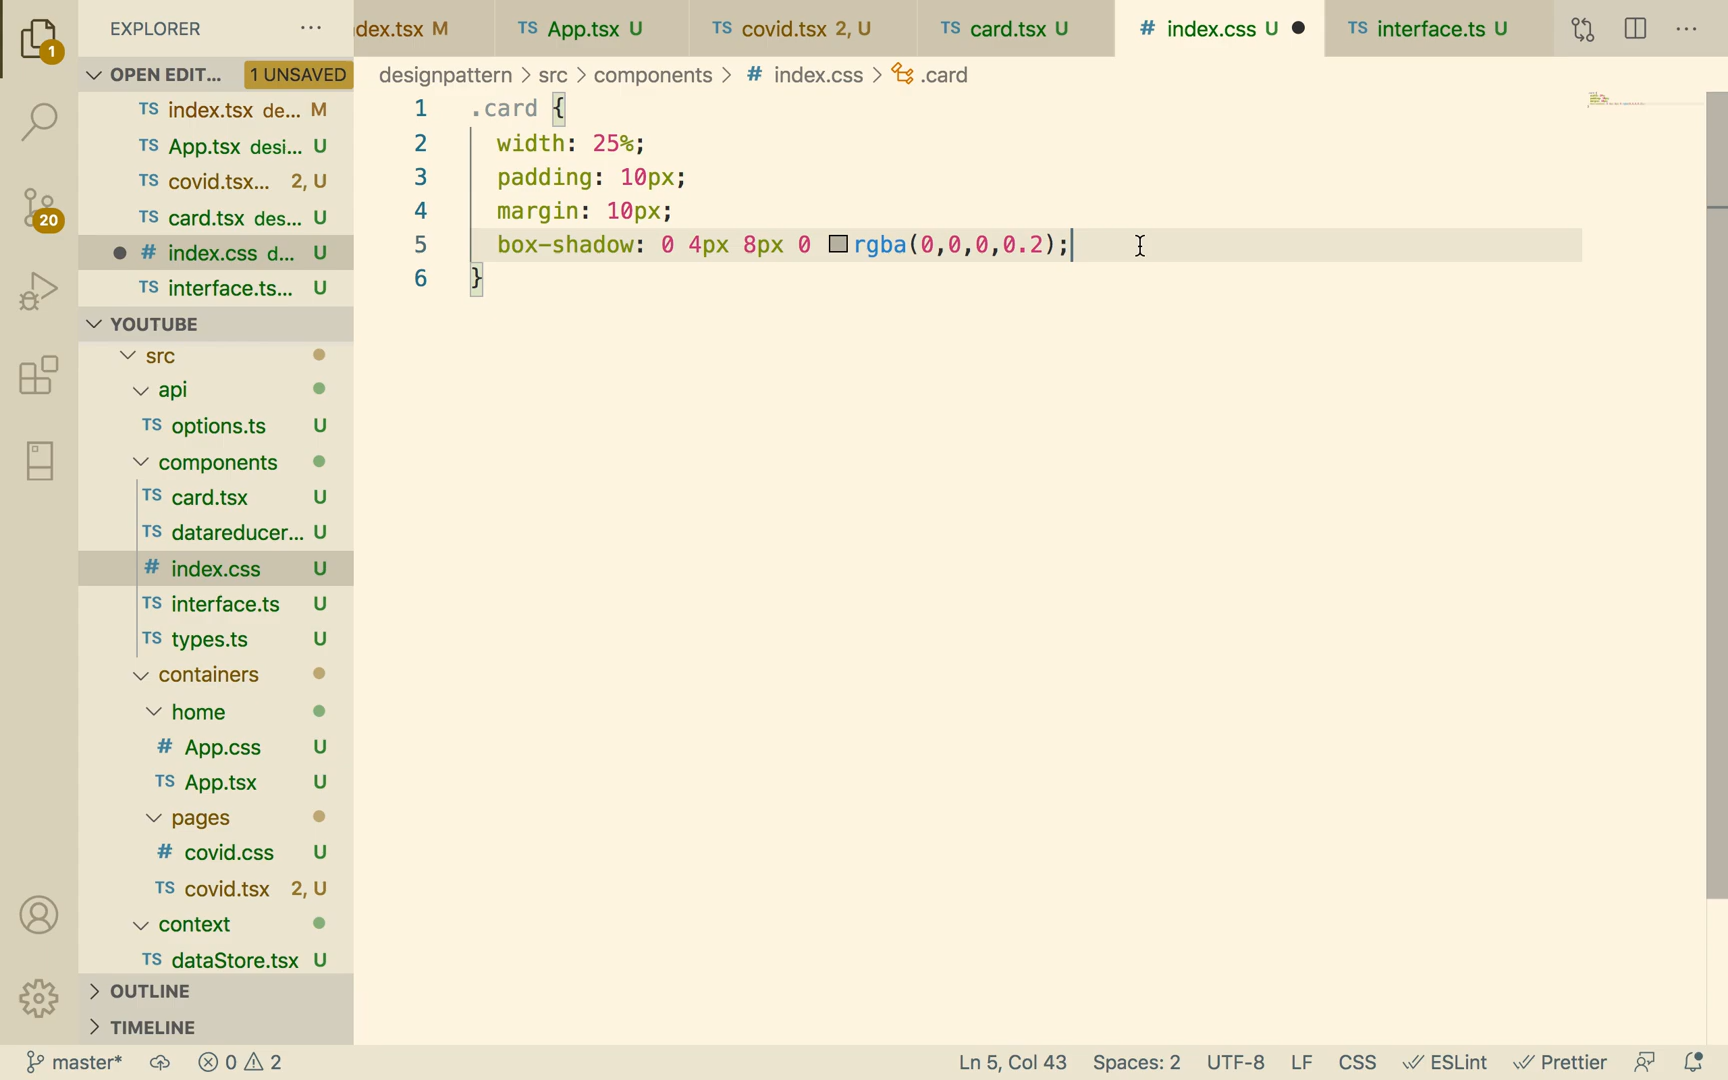 EXPLORER
dex.tsx M
TS App.tsx U
TS covid.tsx 2, U
TS card.tsx U
# index.css U
TS interface.ts U
1
OPEN EDIT... 1 UNSAVED
designpattern > src > components > # index.css > .card
TS index.tsx de... M
TS App.tsx desi... U
TS covid.tsx... 2, U
TS card.tsx des... U
# index.css d... U
TS interface.ts... U
20
1 .card {
2 width: 25%;
3 padding: 10px;
4 margin: 10px;
5 box-shadow: 0 4px 8px 0 rgba(0,0,0,0.2);
6 }
YOUTUBE
src
api
TS options.ts U
components
TS card.tsx U
TS datareducer... U
# index.css U
TS interface.ts U
TS types.ts U
containers
home
# App.css U
TS App.tsx U
pages
# covid.css U
TS covid.tsx 2, U
context
TS dataStore.tsx U
OUTLINE
TIMELINE
master* 0 2 Ln 5, Col 43 Spaces: 2 UTF-8 LF CSS ESLint Prettier